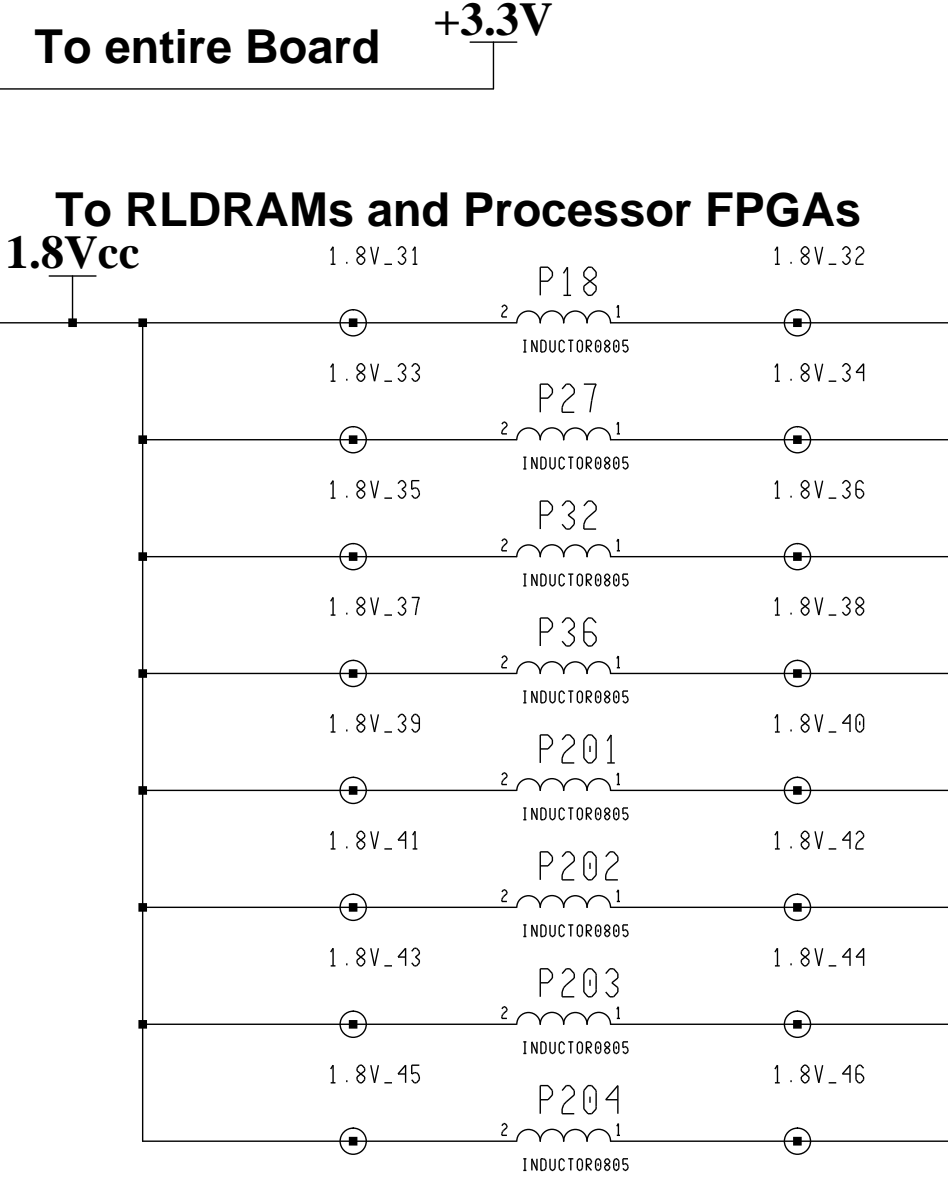 To entire Board +3.3V
To RLDRAMs and Processor FPGAs
1.8Vcc
1.8V_31 1.8V_32
P18
2 1
INDUCTOR0805
1.8V_33 1.8V_34
P27
2 1
INDUCTOR0805
1.8V_35 1.8V_36
P32
2 1
INDUCTOR0805
1.8V_37 1.8V_38
P36
2 1
INDUCTOR0805
1.8V_39 1.8V_40
P201
2 1
INDUCTOR0805
1.8V_41 1.8V_42
P202
2 1
INDUCTOR0805
1.8V_43 1.8V_44
P203
2 1
INDUCTOR0805
1.8V_45 1.8V_46
P204
2 1
INDUCTOR0805